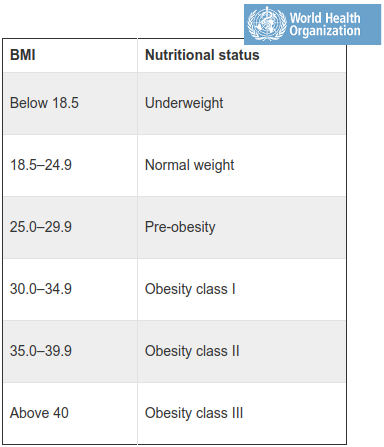 World Health
Organization
BMI Nutritional status
Below 18.5 Underweight
18.5–24.9 Normal weight
25.0–29.9 Pre-obesity
30.0–34.9 Obesity class I
35.0–39.9 Obesity class II
Above 40 Obesity class III